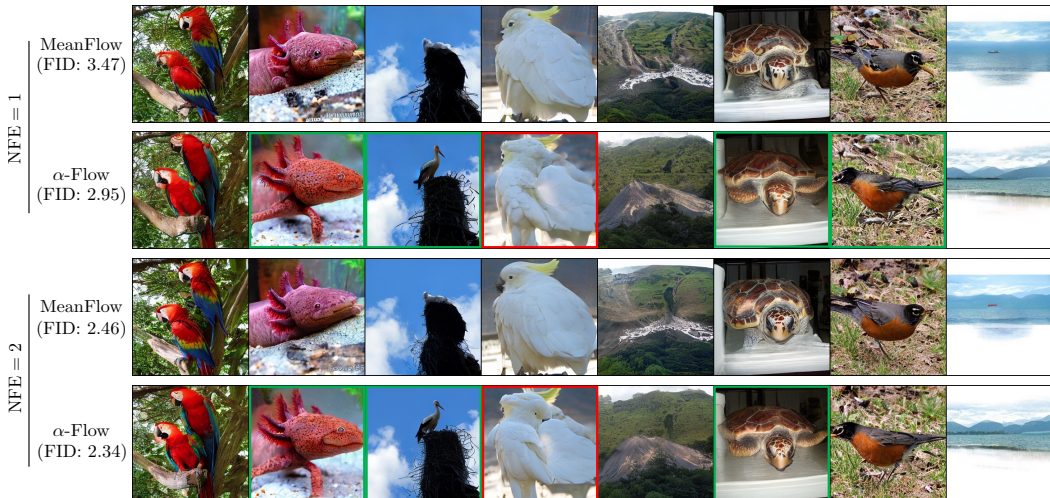 NFE = 1
MeanFlow
(FID: 3.47)
α-Flow
(FID: 2.95)
NFE = 2
MeanFlow
(FID: 2.46)
α-Flow
(FID: 2.34)